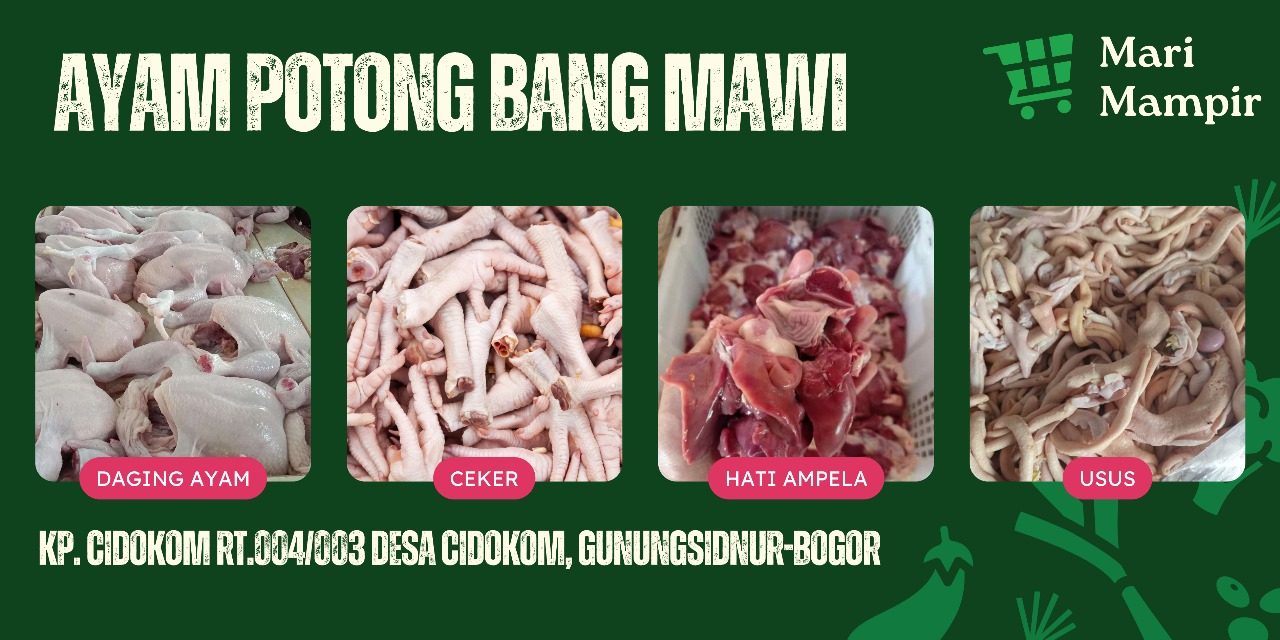 AYAM POTONG BANG MAWI
Mari
Mampir
DAGING AYAM
CEKER
HATI AMPELA
USUS
KP. CIDOKOM RT.004/003 DESA CIDOKOM, GUNUNGSIDNUR-BOGOR